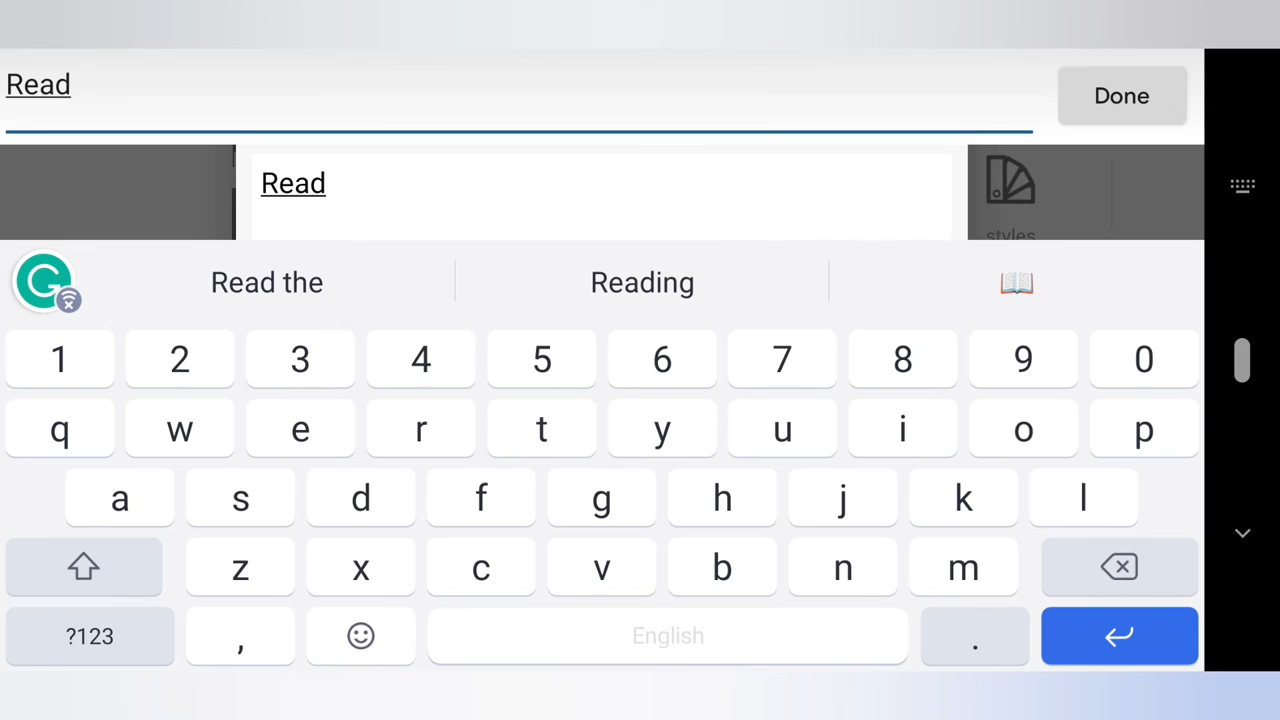 Read
Done
Read
styles
Read the Reading 📖
1 2 3 4 5 6 7 8 9 0
q w e r t y u i o p
a s d f g h j k l
z x c v b n m
?123 , English .